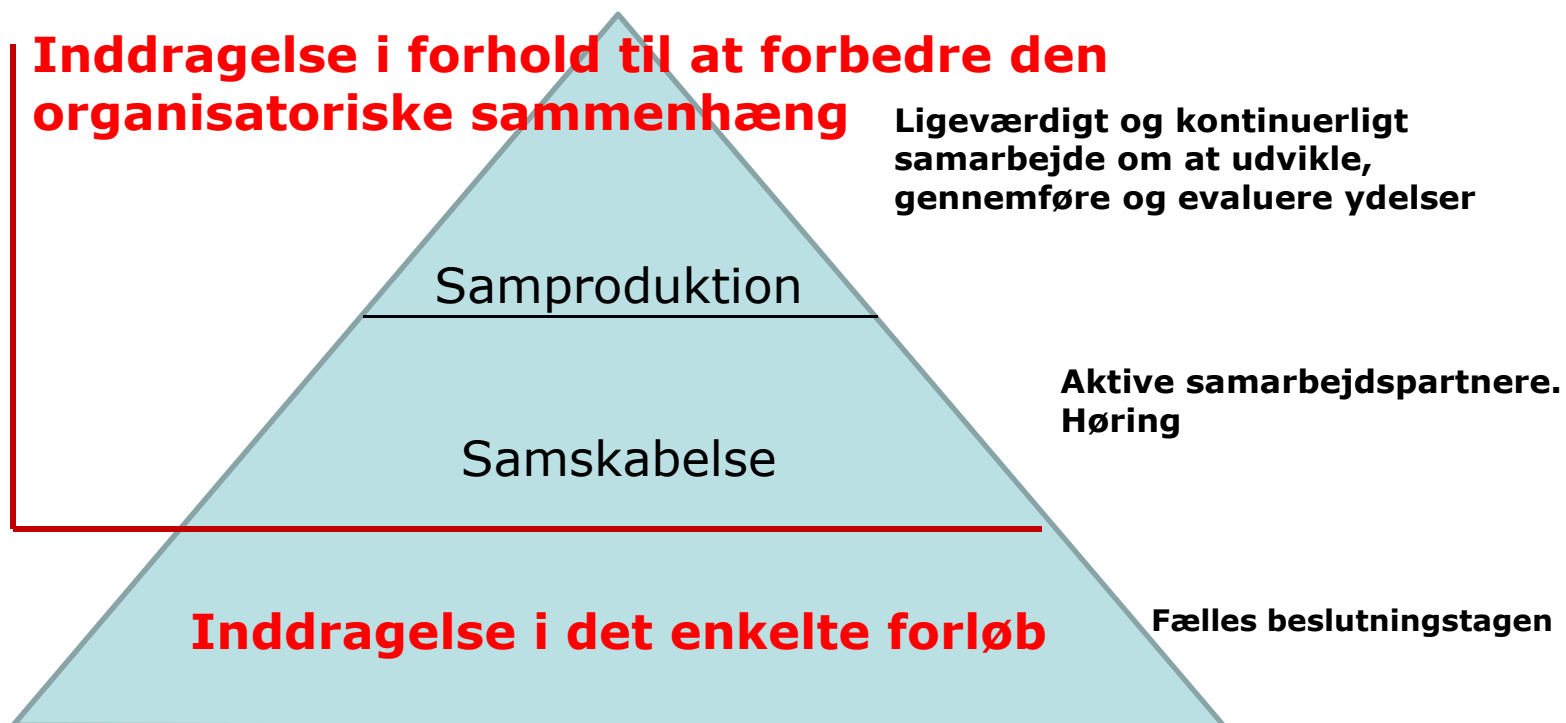 Inddragelse i forhold til at forbedre den
organisatoriske sammenhæng
Ligeværdigt og kontinuerligt
samarbejde om at udvikle,
gennemføre og evaluere ydelser
Samproduktion
Aktive samarbejdspartnere.
Høring
Samskabelse
Inddragelse i det enkelte forløb
Fælles beslutningstagen